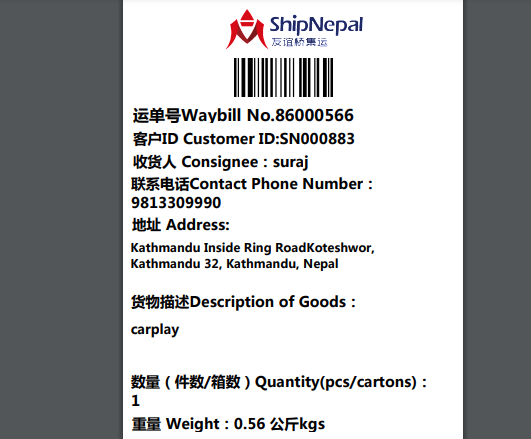 ShipNepal
友谊桥集运
运单号Waybill No.86000566
客户ID Customer ID:SN000883
收货人 Consignee：suraj
联系电话Contact Phone Number：
9813309990
地址 Address:
Kathmandu Inside Ring RoadKoteshwor,
Kathmandu 32, Kathmandu, Nepal
货物描述Description of Goods：
carplay
数量（件数/箱数）Quantity(pcs/cartons)：
1
重量 Weight：0.56 公斤kgs